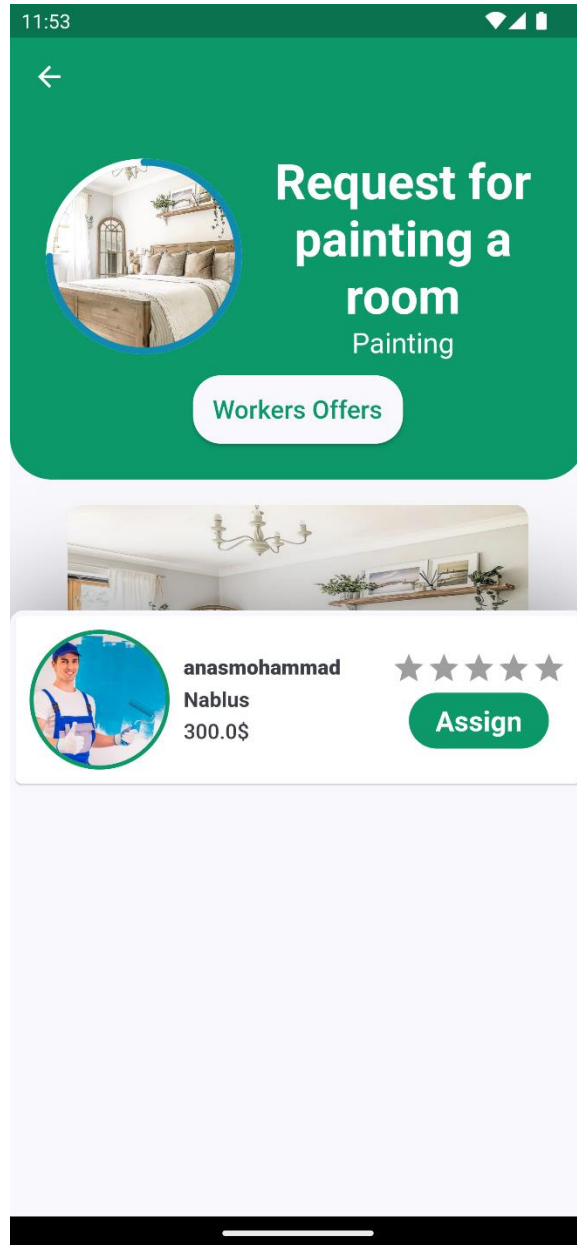 11:53
Request for
painting a
room
Painting
Workers Offers
anasmohammad
Nablus
300.0$
Assign